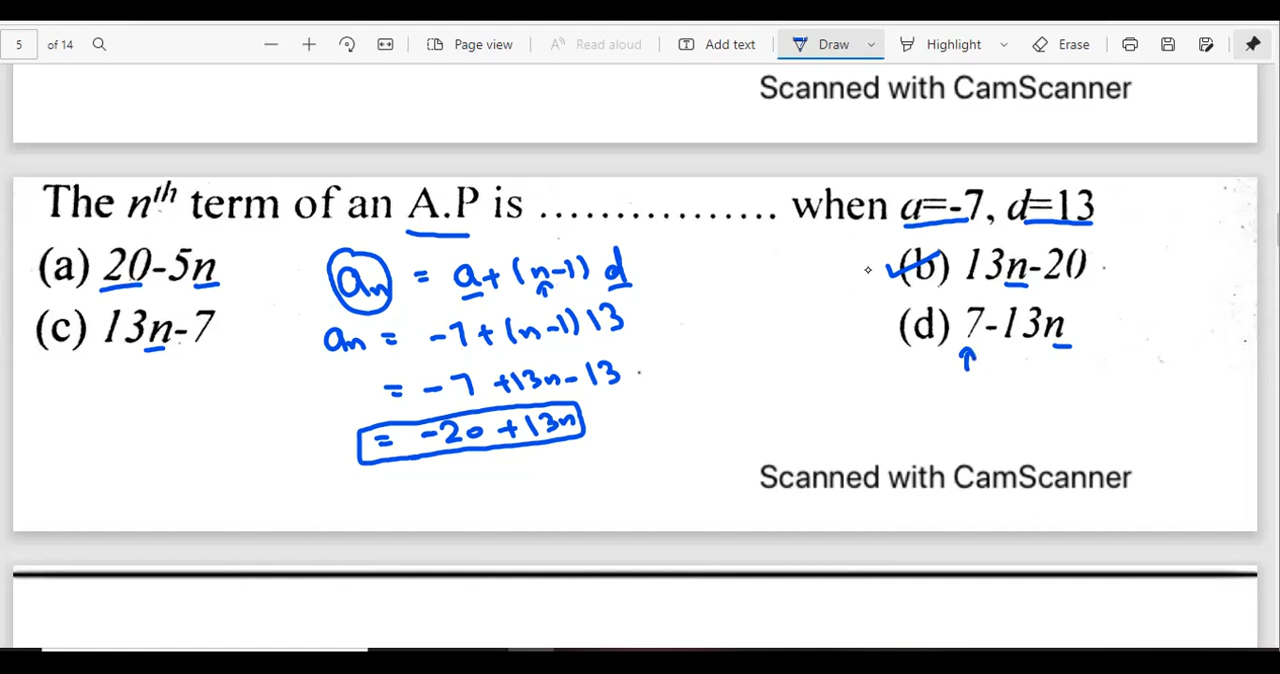 5 of 14 Page view Read aloud Add text Draw Highlight Erase
Scanned with CamScanner
The nth term of an A.P is ................ when a=-7, d=13
(a) 20-5n
(b) 13n-20
(c) 13n-7
(d) 7-13n
an = a + (n-1) d
an = -7 + (n-1) 13
= -7 +13n - 13
= -20 +13n
Scanned with CamScanner